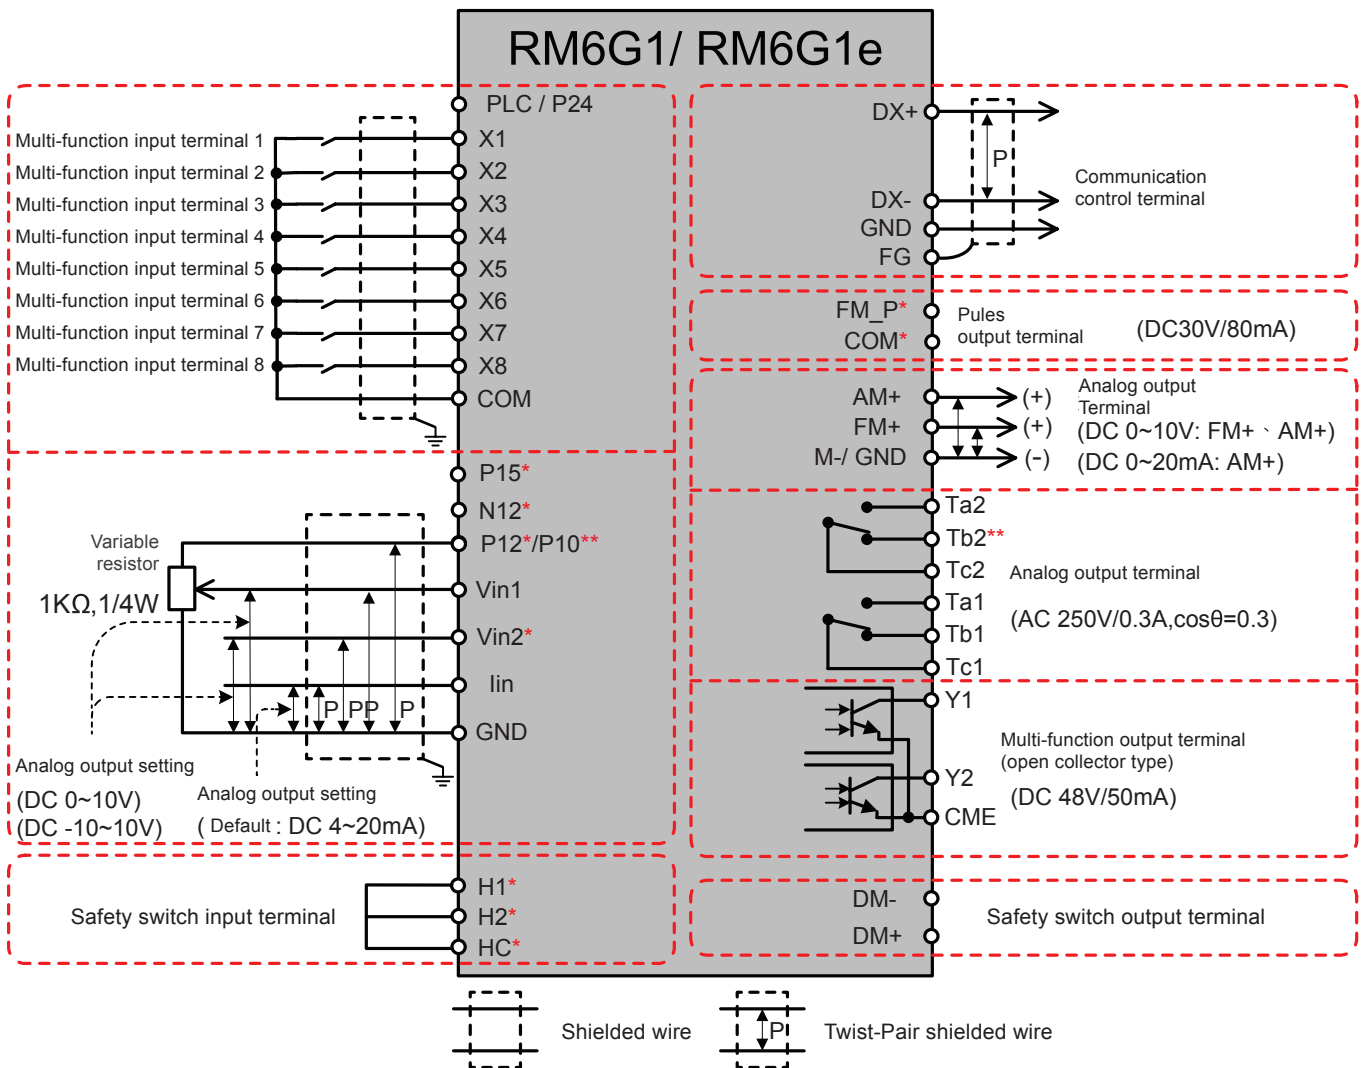 RM6G1/ RM6G1e
PLC / P24
Multi-function input terminal 1
X1
Multi-function input terminal 2
X2
Multi-function input terminal 3
X3
Multi-function input terminal 4
X4
Multi-function input terminal 5
X5
Multi-function input terminal 6
X6
Multi-function input terminal 7
X7
Multi-function input terminal 8
X8
COM
P15*
N12*
P12*/P10**
Variable
resistor
1KΩ,1/4W
Vin1
Vin2*
Iin
P PP P
GND
Analog output setting
(DC 0~10V)
(DC -10~10V)
Analog output setting
( Default : DC 4~20mA)
Safety switch input terminal
H1*
H2*
HC*
DX+
P
DX-
GND
FG
Communication
control terminal
FM_P*
COM*
Pules
output terminal
(DC30V/80mA)
AM+
(+)
FM+
(+)
M-/ GND
(-)
Analog output
Terminal
(DC 0~10V: FM+、AM+)
(DC 0~20mA: AM+)
Ta2
Tb2**
Tc2
Ta1
Tb1
Tc1
Analog output terminal
(AC 250V/0.3A,cosθ=0.3)
Y1
Y2
CME
Multi-function output terminal
(open collector type)
(DC 48V/50mA)
DM-
DM+
Safety switch output terminal
Shielded wire
P
Twist-Pair shielded wire